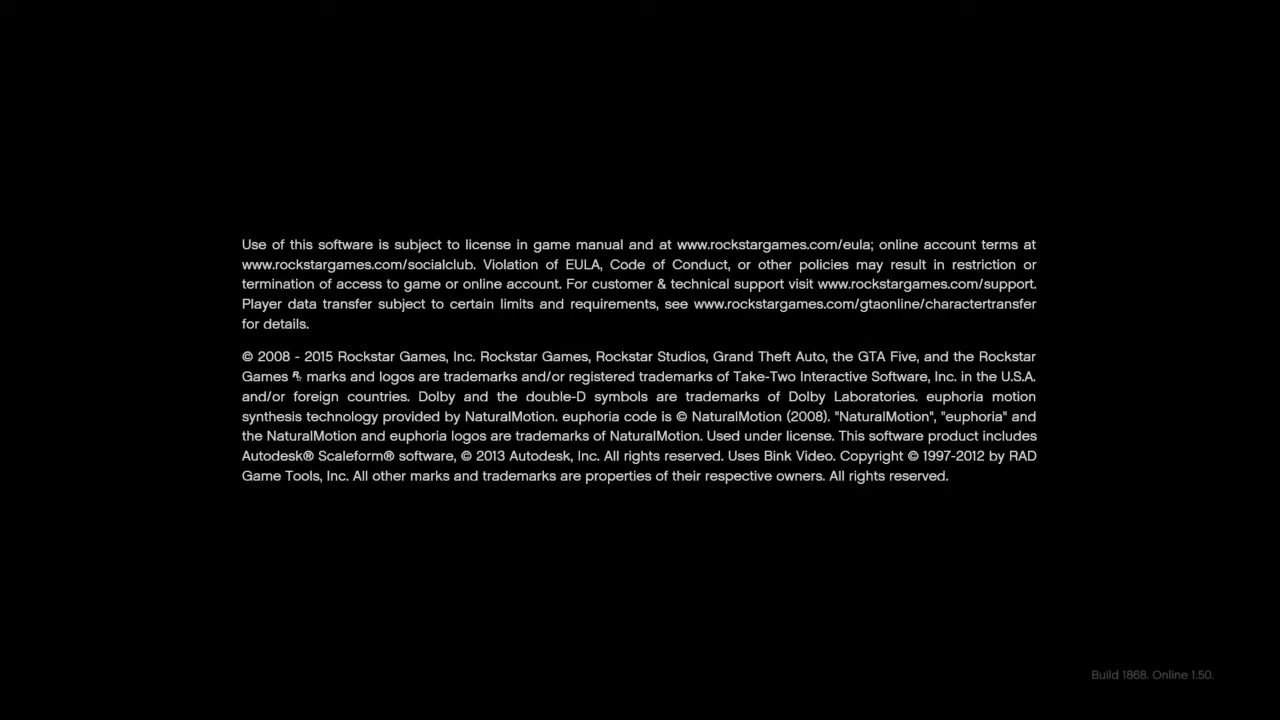 Use of this software is subject to license in game manual and at www.rockstargames.com/eula; online account terms at
www.rockstargames.com/socialclub. Violation of EULA, Code of Conduct, or other policies may result in restriction or
termination of access to game or online account. For customer & technical support visit www.rockstargames.com/support.
Player data transfer subject to certain limits and requirements, see www.rockstargames.com/gtaonline/charactertransfer
for details.
© 2008 - 2015 Rockstar Games, Inc. Rockstar Games, Rockstar Studios, Grand Theft Auto, the GTA Five, and the Rockstar
Games R* marks and logos are trademarks and/or registered trademarks of Take-Two Interactive Software, Inc. in the U.S.A.
and/or foreign countries. Dolby and the double-D symbols are trademarks of Dolby Laboratories. euphoria motion
synthesis technology provided by NaturalMotion. euphoria code is © NaturalMotion (2008). "NaturalMotion", "euphoria" and
the NaturalMotion and euphoria logos are trademarks of NaturalMotion. Used under license. This software product includes
Autodesk® Scaleform® software, © 2013 Autodesk, Inc. All rights reserved. Uses Bink Video. Copyright © 1997-2012 by RAD
Game Tools, Inc. All other marks and trademarks are properties of their respective owners. All rights reserved.
Build 1868. Online 1.50.